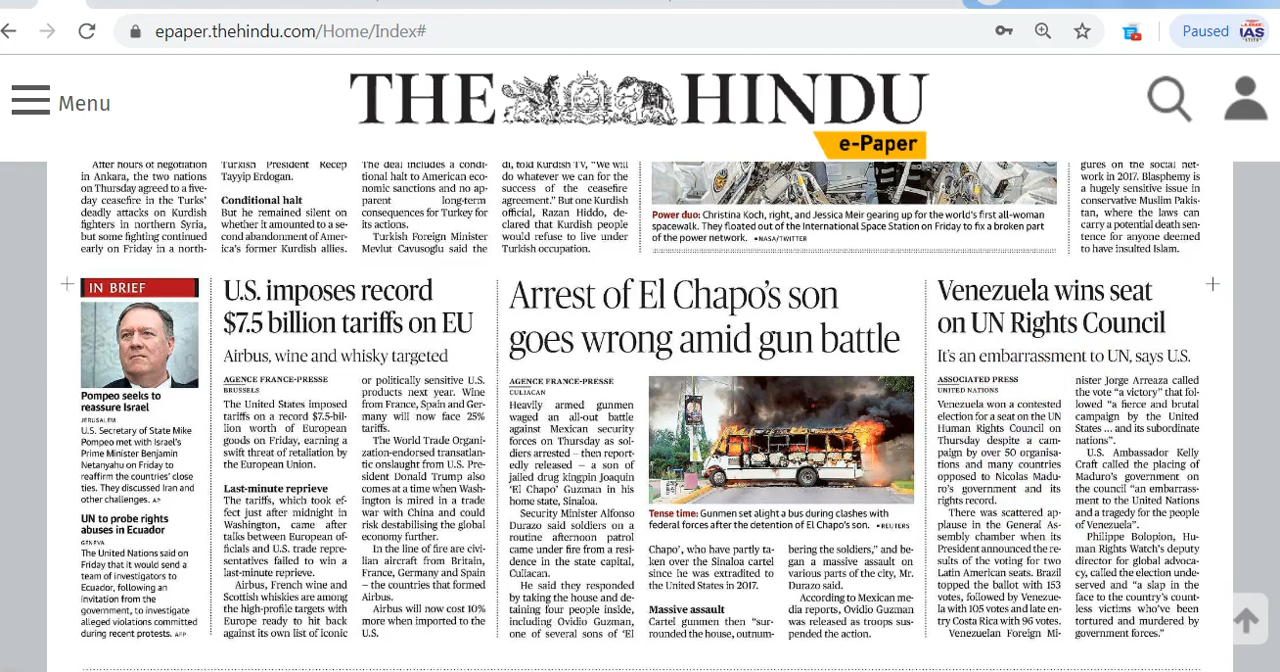 epaper.thehindu.com/Home/Index#
Paused
IAS
Menu
THE HINDU
e-Paper
After hours of negotiation
in Ankara, the two nations
on Thursday agreed to a five-
day ceasefire in the Turks'
deadly attacks on Kurdish
fighters in northern Syria,
but some fighting continued
early on Friday in a north-
Turkish President Recep
Tayyip Erdogan.
Conditional halt
But he remained silent on
whether it amounted to a se-
cond abandonment of Amer-
ica's former Kurdish allies.
The deal includes a condi-
tional halt to American eco-
nomic sanctions and no ap-
parent long-term
consequences for Turkey for
its actions.
Turkish Foreign Minister
Mevlut Cavusoglu said the
di, told Kurdish TV, "We will
do whatever we can for the
success of the ceasefire
agreement." But one Kurdish
official, Razan Hiddo, de-
clared that Kurdish people
would refuse to live under
Turkish occupation.
Power duo: Christina Koch, right, and Jessica Meir gearing up for the world's first all-woman
spacewalk. They floated out of the International Space Station on Friday to fix a broken part
of the power network. •NASA/TWITTER
gures on the social net-
work in 2017. Blasphemy is
a hugely sensitive issue in
conservative Muslim Pakis-
tan, where the laws can
carry a potential death sen-
tence for anyone deemed
to have insulted Islam.
IN BRIEF
Pompeo seeks to
reassure Israel
JERUSALEM
U.S. Secretary of State Mike
Pompeo met with Israel's
Prime Minister Benjamin
Netanyahu on Friday to
reaffirm the countries' close
ties. They discussed Iran and
other challenges. AP
UN to probe rights
abuses in Ecuador
GENEVA
The United Nations said on
Friday that it would send a
team of investigators to
Ecuador, following an
invitation from the
government, to investigate
alleged violations committed
during recent protests. AFP
U.S. imposes record
$7.5 billion tariffs on EU
Airbus, wine and whisky targeted
AGENCE FRANCE-PRESSE
BRUSSELS
The United States imposed
tariffs on a record $7.5-bil-
lion worth of European
goods on Friday, earning a
swift threat of retaliation by
the European Union.
Last-minute reprieve
The tariffs, which took ef-
fect just after midnight in
Washington, came after
talks between European of-
ficials and U.S. trade repre-
sentatives failed to win a
last-minute reprieve.
Airbus, French wine and
Scottish whiskies are among
the high-profile targets with
Europe ready to hit back
against its own list of iconic
or politically sensitive U.S.
products next year. Wine
from France, Spain and Ger-
many will now face 25%
tariffs.
The World Trade Organi-
zation-endorsed transatlan-
tic onslaught from U.S. Pre-
sident Donald Trump also
comes at a time when Wash-
ington is mired in a trade
war with China and could
risk destabilising the global
economy further.
In the line of fire are civi-
lian aircraft from Britain,
France, Germany and Spain
– the countries that formed
Airbus.
Airbus will now cost 10%
more when imported to the
U.S.
Arrest of El Chapo's son
goes wrong amid gun battle
AGENCE FRANCE-PRESSE
CULIACAN
Heavily armed gunmen
waged an all-out battle
against Mexican security
forces on Thursday as sol-
diers arrested – then report-
edly released – a son of
jailed drug kingpin Joaquin
'El Chapo' Guzman in his
home state, Sinaloa.
Security Minister Alfonso
Durazo said soldiers on a
routine afternoon patrol
came under fire from a resi-
dence in the state capital,
Culiacan.
He said they responded
by taking the house and de-
taining four people inside,
including Ovidio Guzman,
one of several sons of 'El
Tense time: Gunmen set alight a bus during clashes with
federal forces after the detention of El Chapo's son. •REUTERS
Chapo', who have partly ta-
ken over the Sinaloa cartel
since he was extradited to
the United States in 2017.
Massive assault
Cartel gunmen then "sur-
rounded the house, outnum-
bering the soldiers," and be-
gan a massive assault on
various parts of the city, Mr.
Durazo said.
According to Mexican me-
dia reports, Ovidio Guzman
was released as troops sus-
pended the action.
Venezuela wins seat
on UN Rights Council
It's an embarrassment to UN, says U.S.
ASSOCIATED PRESS
UNITED NATIONS
Venezuela won a contested
election for a seat on the UN
Human Rights Council on
Thursday despite a cam-
paign by over 50 organisa-
tions and many countries
opposed to Nicolas Madu-
ro's government and its
rights record.
There was scattered ap-
plause in the General As-
sembly chamber when its
President announced the re-
sults of the voting for two
Latin American seats. Brazil
topped the ballot with 153
votes, followed by Venezue-
la with 105 votes and late en-
try Costa Rica with 96 votes.
Venezuelan Foreign Mi-
nister Jorge Arreaza called
the vote "a victory" that fol-
lowed "a fierce and brutal
campaign by the United
States ... and its subordinate
nations".
U.S. Ambassador Kelly
Craft called the placing of
Maduro's government on
the council "an embarrass-
ment to the United Nations
and a tragedy for the people
of Venezuela".
Philippe Bolopion, Hu-
man Rights Watch's deputy
director for global advoca-
cy, called the election unde-
served and "a slap in the
face to the country's count-
less victims who've been
tortured and murdered by
government forces."